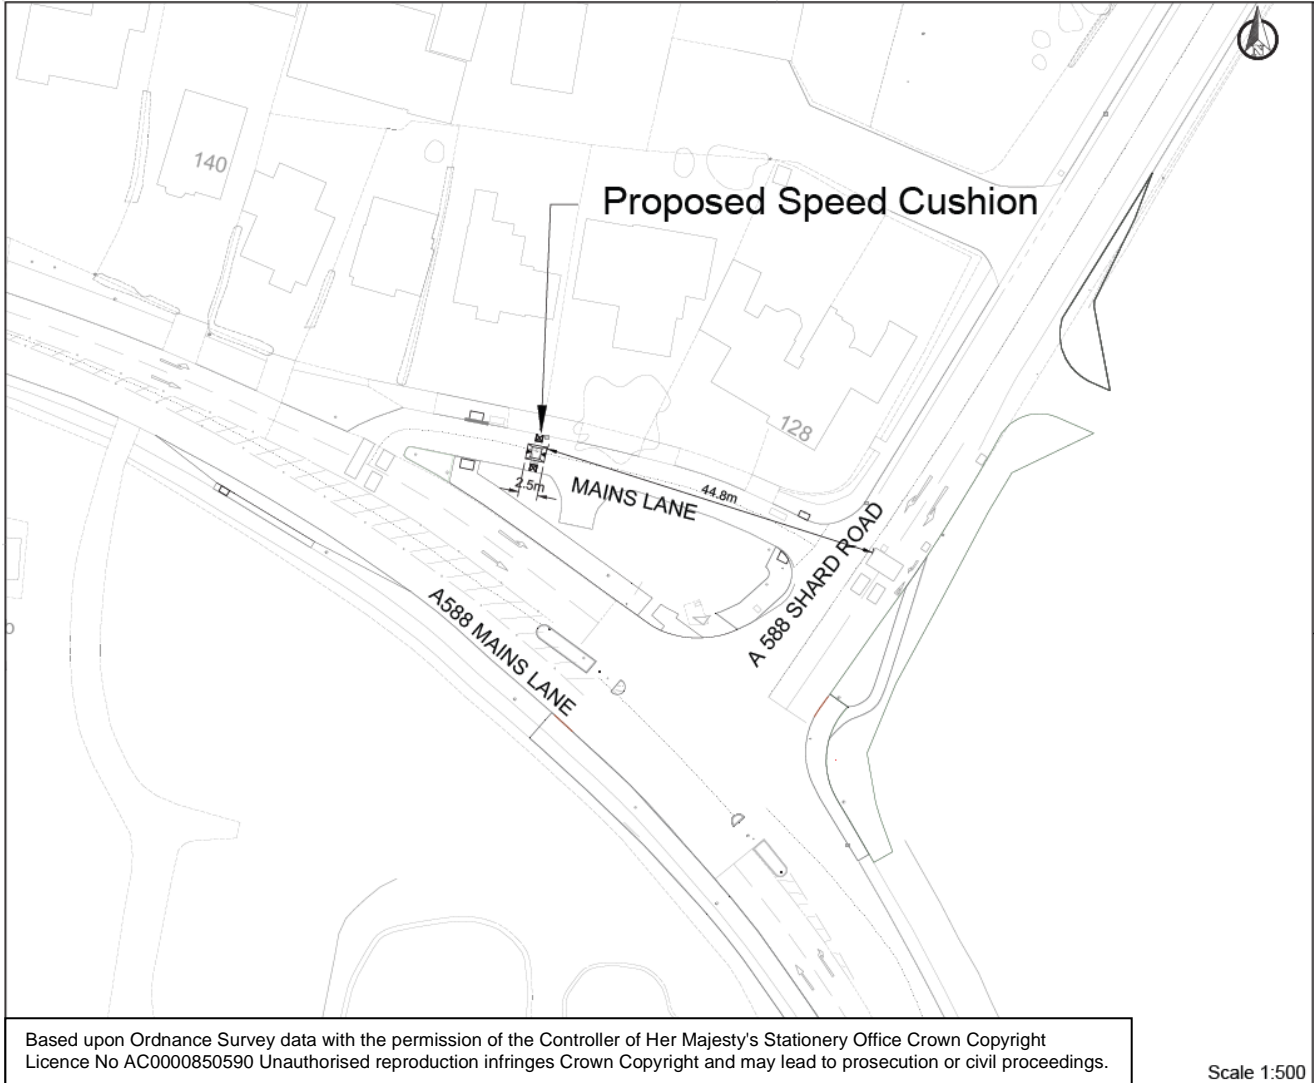 N
140
Proposed Speed Cushion
128
2.5m
MAINS LANE
44.8m
A 588 SHARD ROAD
A588 MAINS LANE
Based upon Ordnance Survey data with the permission of the Controller of Her Majesty's Stationery Office Crown Copyright
Licence No AC0000850590 Unauthorised reproduction infringes Crown Copyright and may lead to prosecution or civil proceedings.
Scale 1:500